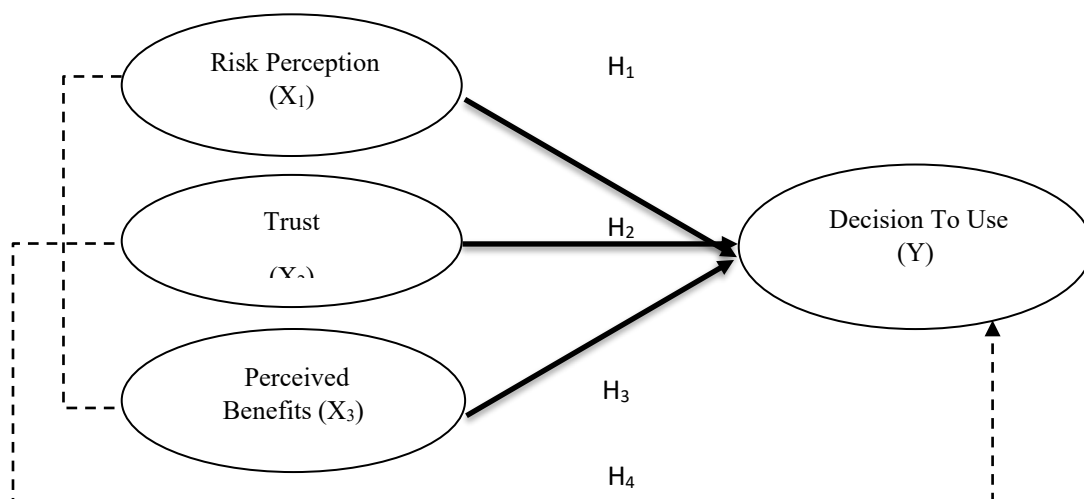 Risk Perception
(X₁)
H₁
Trust
H₂
Decision To Use
(Y)
Perceived
Benefits (X₃)
H₃
H₄